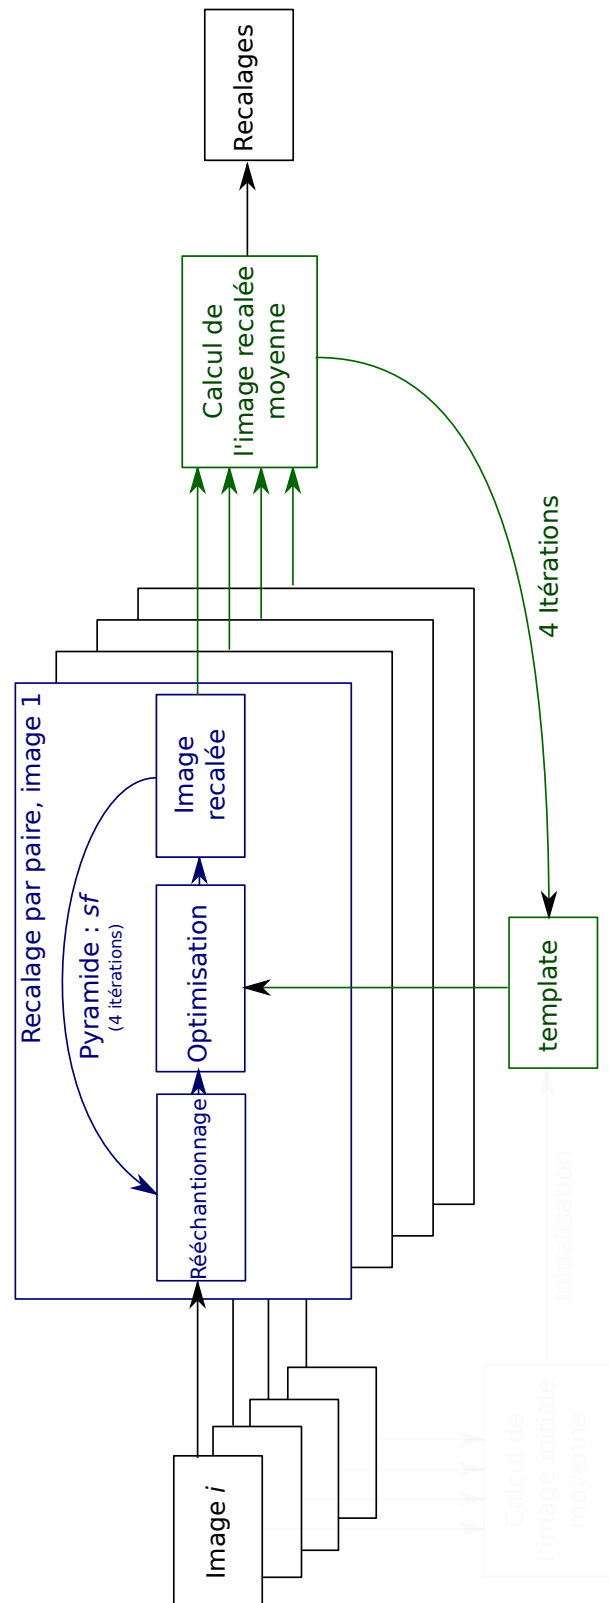 Image i
Recalage par paire, image 1
Pyramide : sf
(4 itérations)
Rééchantionnage
Optimisation
Image
recalée
Calcul de
l'image recalée
moyenne
Recalages
4 Itérations
template
Initialisation
Calcul de
l'image initiale
moyenne